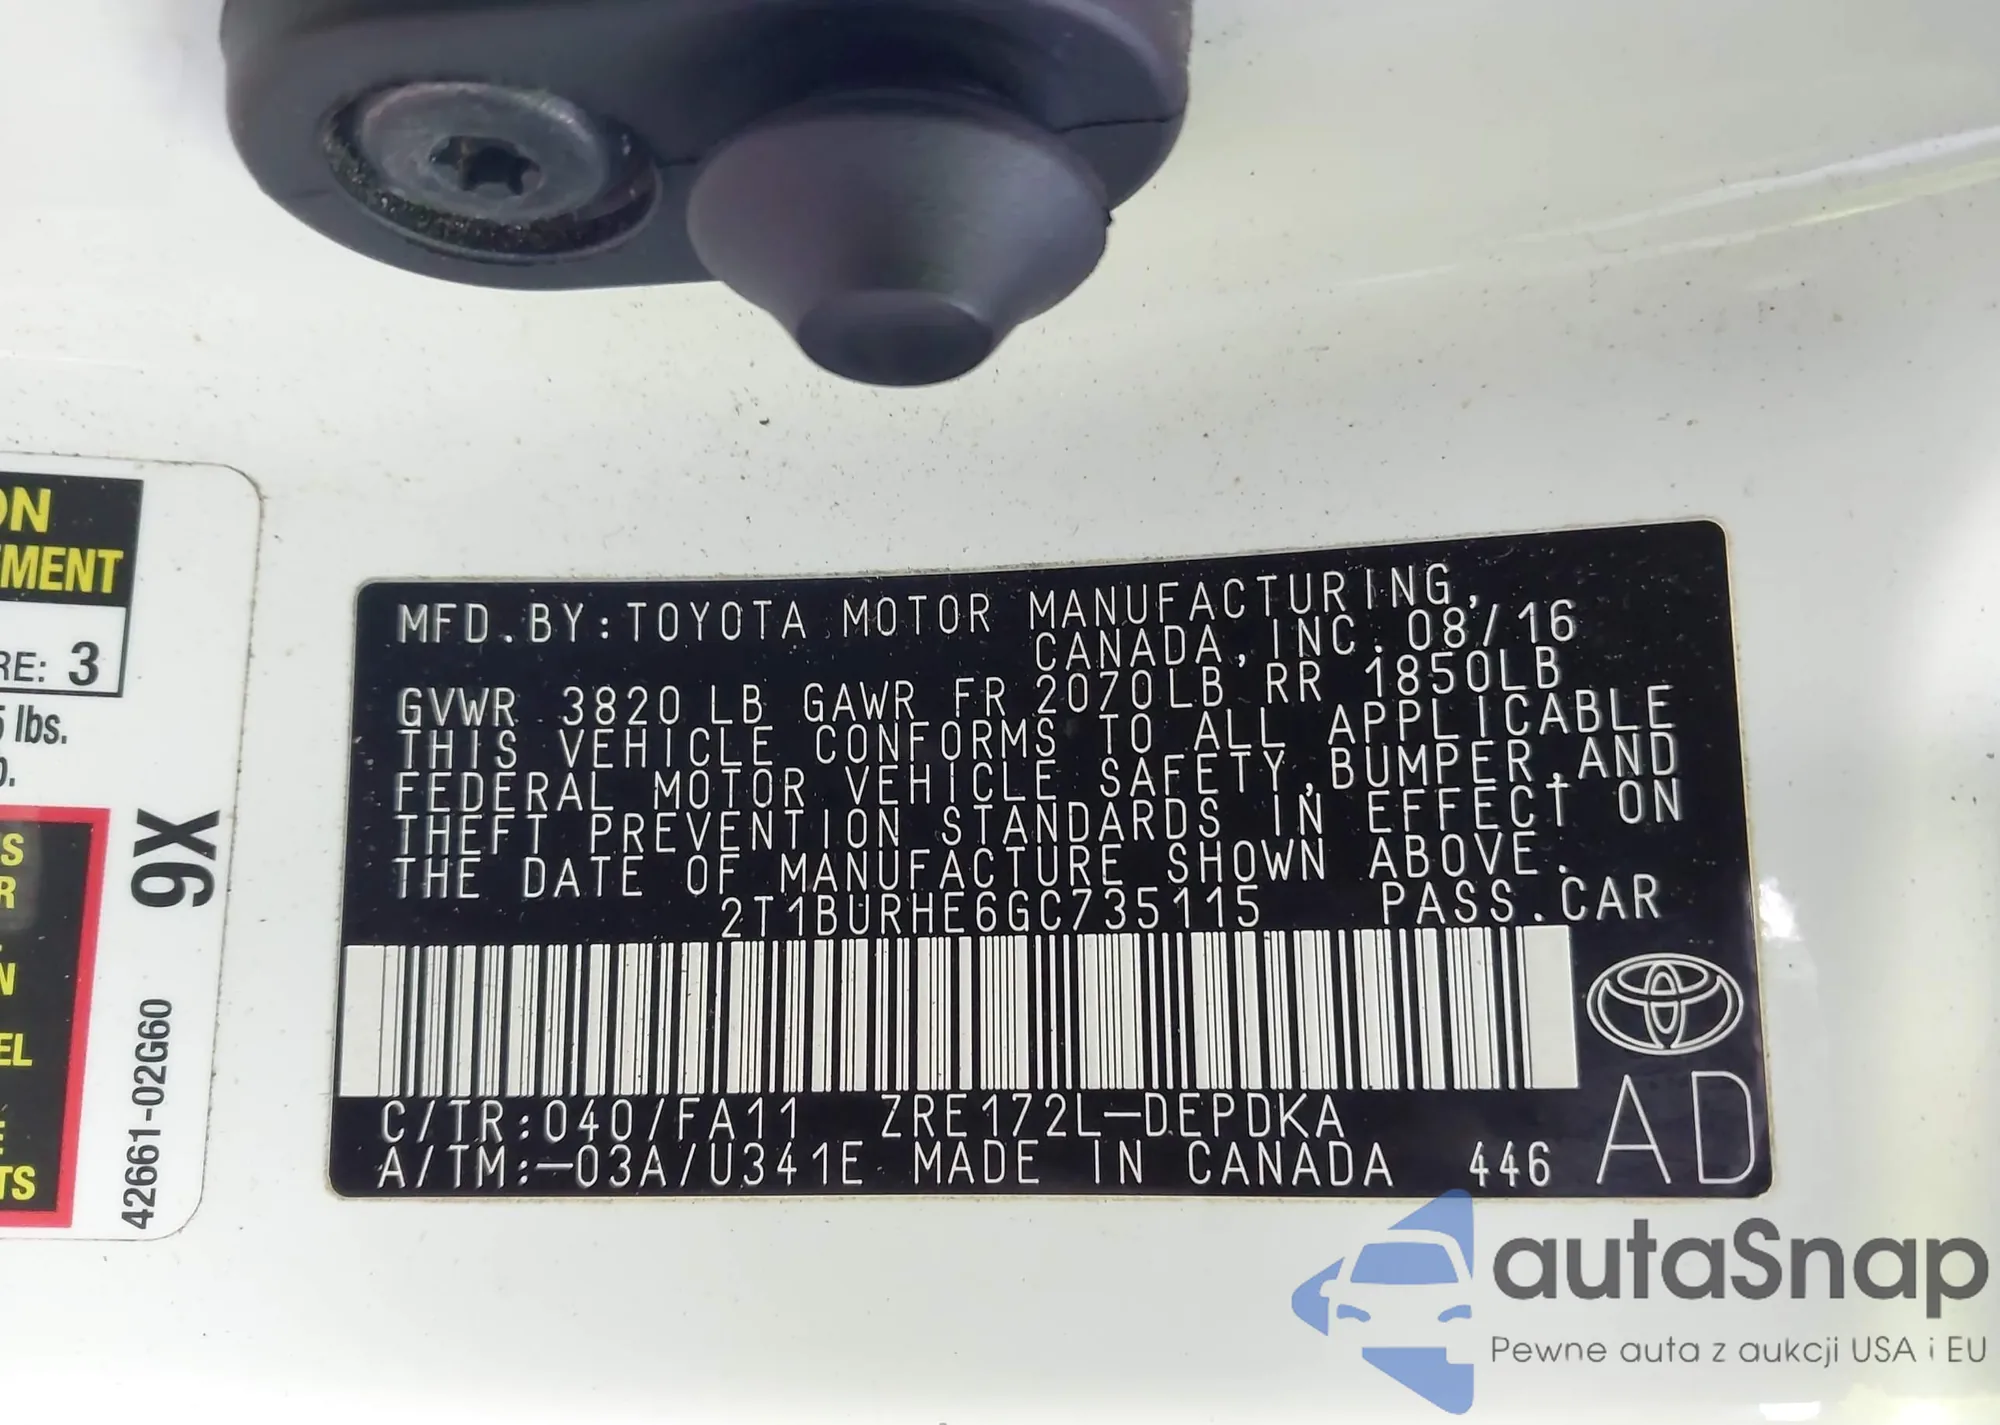 ON
MENT
RE: 3
5 lbs.
9X
42661-02G60
S
R
N
EL
E
TS
MFD.BY:TOYOTA MOTOR MANUFACTURING,
CANADA,INC.08/16
GVWR 3820 LB GAWR FR 2070LB RR 1850LB
THIS VEHICLE CONFORMS TO ALL APPLICABLE
FEDERAL MOTOR VEHICLE SAFETY,BUMPER,AND
THEFT PREVENTION STANDARDS IN EFFECT ON
THE DATE OF MANUFACTURE SHOWN ABOVE.
2T1BURHE6GC735115 PASS.CAR
C/TR:040/FA11 ZRE172L-DEPDKA
A/TM:-03A/U341E MADE IN CANADA 446
AD
autaSnap
Pewne auta z aukcji USA i EU